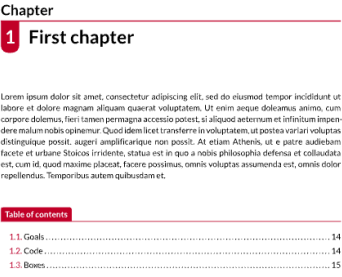 Chapter
1 First chapter
Lorem ipsum dolor sit amet, consectetur adipiscing elit, sed do eiusmod tempor incididunt ut
labore et dolore magnam aliquam quaerat voluptatem. Ut enim aeque doleamus animo, cum
corpore dolemus, fieri tamen permagna accessio potest, si aliquod aeternum et infinitum impen-
dere malum nobis opinemur. Quod idem licet transferre in voluptatem, ut postea variari voluptas
distinguique possit, augeri amplificarique non possit. At etiam Athenis, ut e patre audiebam
facete et urbane Stoicos irridente, statua est in quo a nobis philosophia defensa et collaudata
est, cum id, quod maxime placeat, facere possimus, omnis voluptas assumenda est, omnis dolor
repellendus. Temporibus autem quibusdam et.
Table of contents
1.1. Goals ........................................................................ 14
1.2. Code ........................................................................ 14
1.3. Boxes ........................................................................ 15